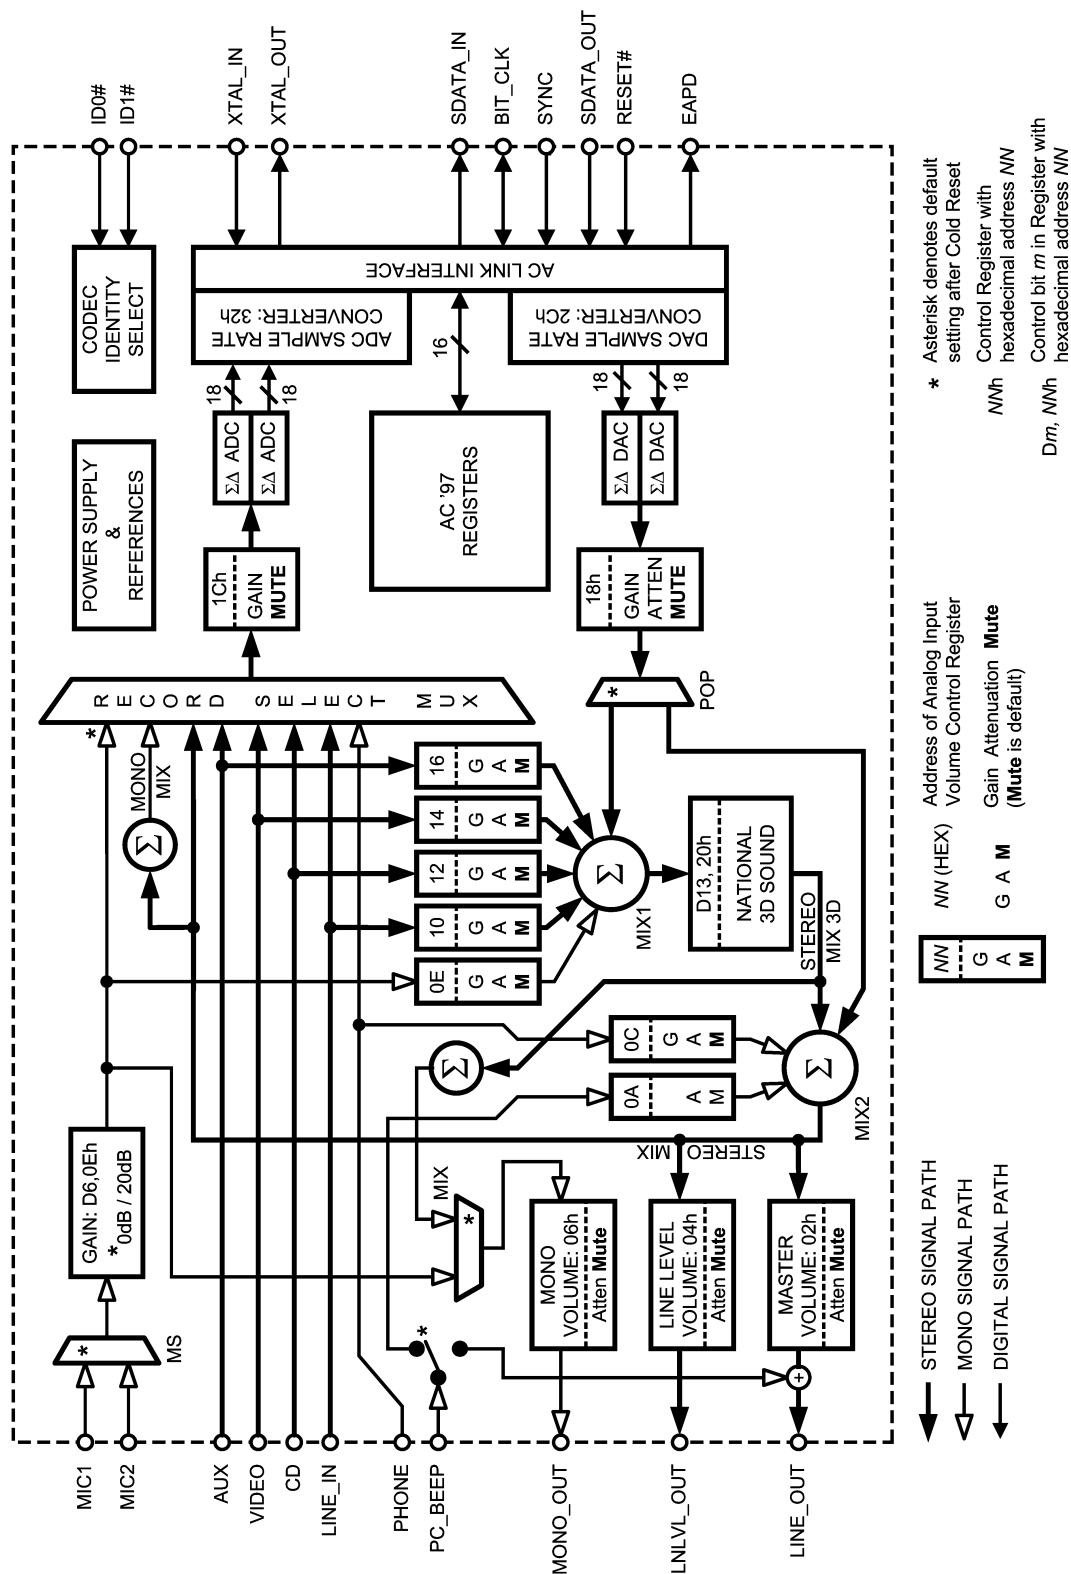 MIC1
MIC2
AUX
VIDEO
CD
LINE_IN
PHONE
PC_BEEP
MONO_OUT
LNLVL_OUT
LINE_OUT
*
MS
GAIN: D6,0Eh
*0dB / 20dB
*
*
MIX
MONO
VOLUME: 06h
Atten Mute
LINE LEVEL
VOLUME: 04h
Atten Mute
MASTER
VOLUME: 02h
Atten Mute
+
STEREO
MIX
Σ
MONO
MIX
Σ
0A
A
M
0C
G
A
M
Σ
MIX2
0E
G
A
M
10
G
A
M
12
G
A
M
14
G
A
M
16
G
A
M
Σ
MIX1
D13, 20h
NATIONAL
3D SOUND
STEREO
MIX 3D
*
RECORD SELECT MUX
*
POP
1Ch
GAIN
MUTE
18h
GAIN
ATTEN
MUTE
POWER SUPPLY
&
REFERENCES
ΣΔ ADC
ΣΔ ADC
18
18
AC '97
REGISTERS
16
ΣΔ DAC
ΣΔ DAC
18
18
CODEC
IDENTITY
SELECT
ADC SAMPLE RATE
CONVERTER: 32h
AC LINK INTERFACE
DAC SAMPLE RATE
CONVERTER: 2Ch
ID0#
ID1#
XTAL_IN
XTAL_OUT
SDATA_IN
BIT_CLK
SYNC
SDATA_OUT
RESET#
EAPD
STEREO SIGNAL PATH
MONO SIGNAL PATH
DIGITAL SIGNAL PATH
NN
G
A
M
NN (HEX)
Address of Analog Input
Volume Control Register
G A M
Gain Attenuation Mute
(Mute is default)
*
Asterisk denotes default
setting after Cold Reset
NNh
Control Register with
hexadecimal address NN
Dm, NNh
Control bit m in Register with
hexadecimal address NN